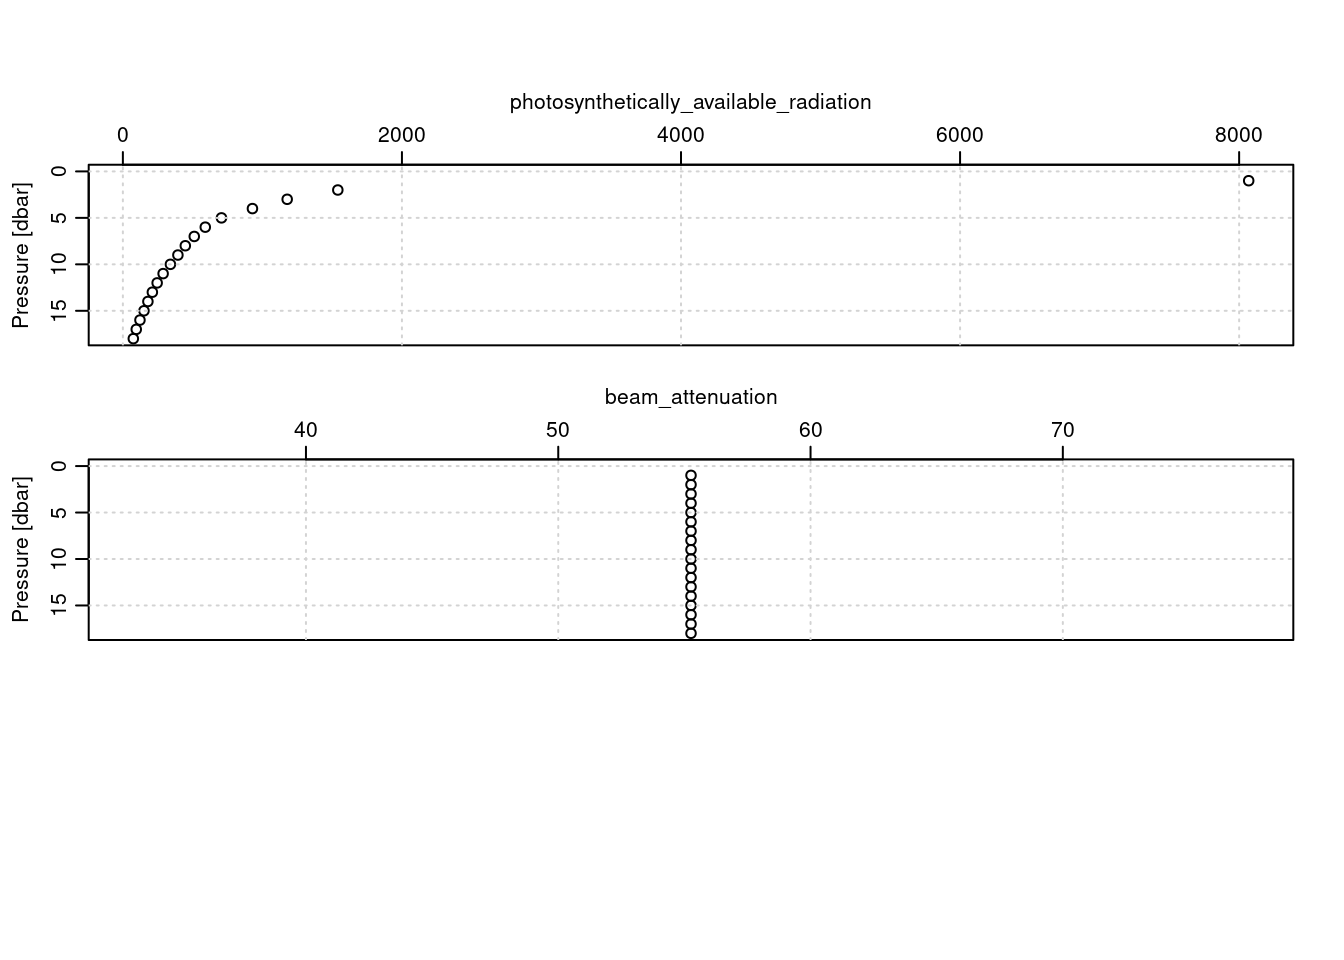 photosynthetically_available_radiation
0 2000 4000 6000 8000
Pressure [dbar]
0
5
10
15
beam_attenuation
40 50 60 70
Pressure [dbar]
0
5
10
15